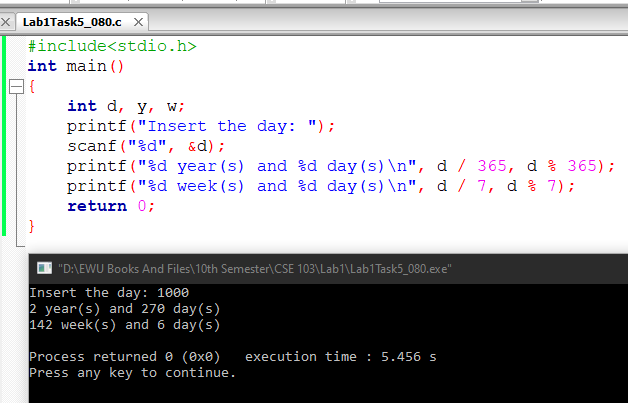 Lab1Task5_080.c
#include<stdio.h>
int main()
{
    int d, y, w;
    printf("Insert the day: ");
    scanf("%d", &d);
    printf("%d year(s) and %d day(s)\n", d / 365, d % 365);
    printf("%d week(s) and %d day(s)\n", d / 7, d % 7);
    return 0;
}
"D:\EWU Books And Files\10th Semester\CSE 103\Lab1\Lab1Task5_080.exe"
Insert the day: 1000
2 year(s) and 270 day(s)
142 week(s) and 6 day(s)
Process returned 0 (0x0)   execution time : 5.456 s
Press any key to continue.